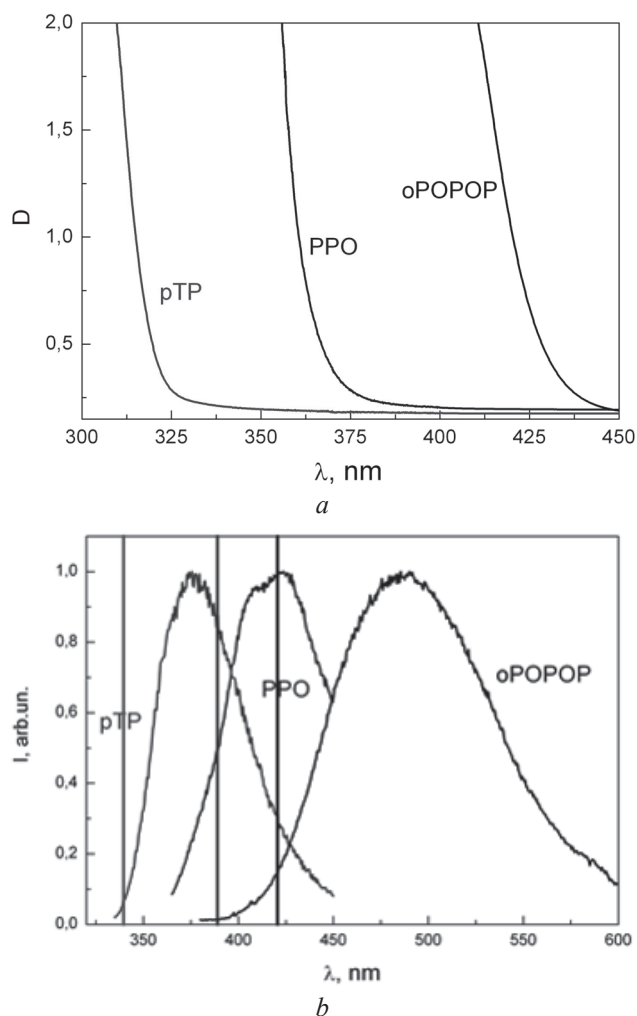 2,0
1,5
1,0
0,5
D
pTP
PPO
oPOPOP
300 325 350 375 400 425 450
λ, nm
a
1,0
0,8
0,6
0,4
0,2
0,0
I, arb.un.
pTP
PPO
oPOPOP
350 400 450 500 550 600
λ, nm
b